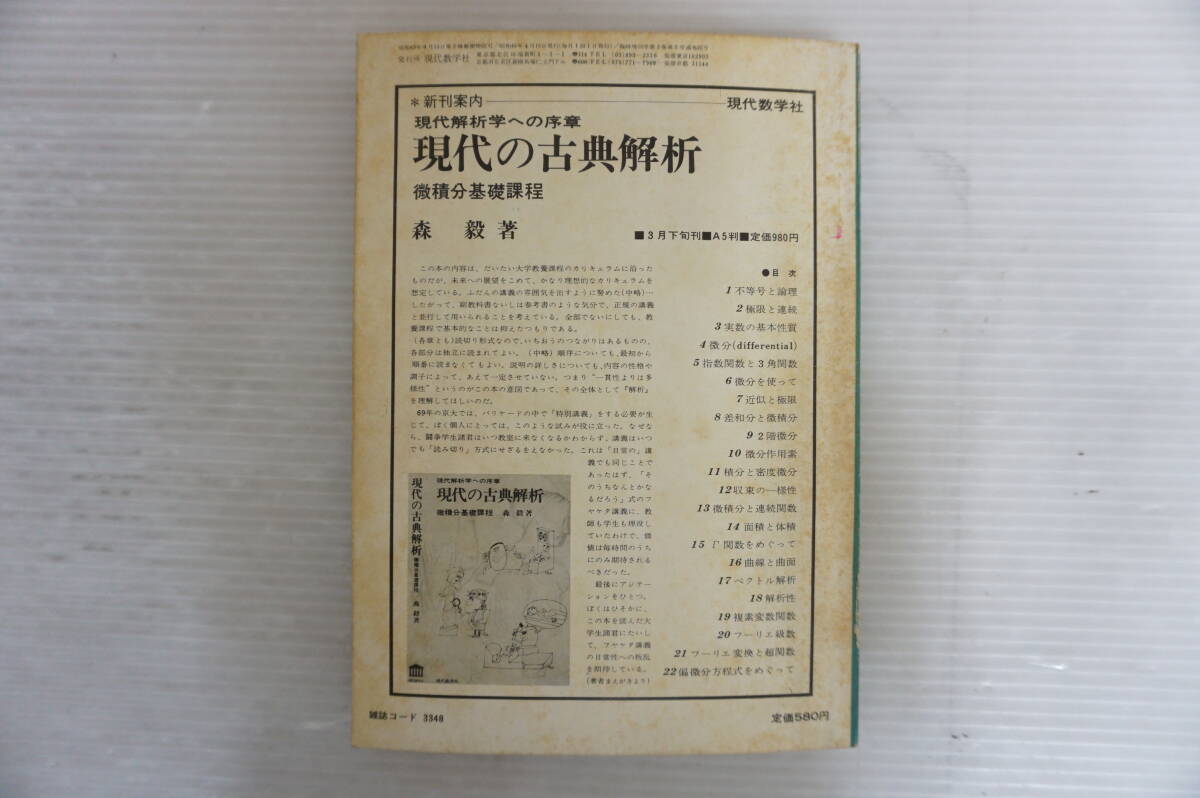 発行所 現代数学社
＊新刊案内
現代数学社
現代解析学への序章
現代の古典解析
微積分基礎課程
森 毅 著
■3月下旬刊■A5判■定価980円
この本の内容は、だいたい大学教養課程のカリキュラムに沿った
ものだが、未来への展望をこめて、かなり理想的なカリキュラムを
想定している。ふだんの講義の雰囲気を出すように努めた(中略)…
したがって、副教科書ないしは参考書のような気分で、正規の講義
と並行して用いられることを考えている。全部でないにしても、教
養課程で基本的なことは抑えたつもりである。
(各章とも)読切り形式なので、いちおうのつながりはあるものの、
各部分は独立に読まれてよい。(中略)順序についても、最初から
順番に読まなくてもよい。説明の詳しさについても、内容の性格や
調子によって、あえて一定させていない。つまり“一貫性よりは多
様性”というのがこの本の意図であって、その全体として『解析』
を理解してほしいのだ。
69年の京大では、バリケードの中で「特別講義」をする必要が生
じて、ぼく個人にとっては、このような試みが役に立った。なぜな
ら、闘争学生諸君はいつ教室に来なくなるかわからず、講義はいつ
でも「読み切り」方式にせざるをえなかった。これは「日常の」講
義でも同じことで
あったはず、「そ
のうちなんとかな
るだろう」式のフ
ヤケタ講義に、教
師も学生も埋没し
ていたわけで、価
値は毎時間のうち
にのみ期待される
べきだった。
最後にアジテー
ションをひとつ。
ぼくはひそかに、
この本を読んだ大
学生諸君にたいし
て、フヤケタ講義
の日常性への叛乱
を期待している。
(著者まえがきより)
●目 次
1 不等号と論理
2 極限と連続
3 実数の基本性質
4 微分(differential)
5 指数関数と3角関数
6 微分を使って
7 近似と極限
8 差和分と微積分
9 2階微分
10 微分作用素
11 積分と密度微分
12 収束の一様性
13 微積分と連続関数
14 面積と体積
15 Γ関数をめぐって
16 曲線と曲面
17 ベクトル解析
18 解析性
19 複素変数関数
20 フーリエ級数
21 フーリエ変換と超関数
22 偏微分方程式をめぐって
現代の古典解析
微積分基礎課程 森 毅著
現代解析学への序章
現代の古典解析
微積分基礎課程 森 毅著
現代数学社
雑誌コード 3348
定価580円